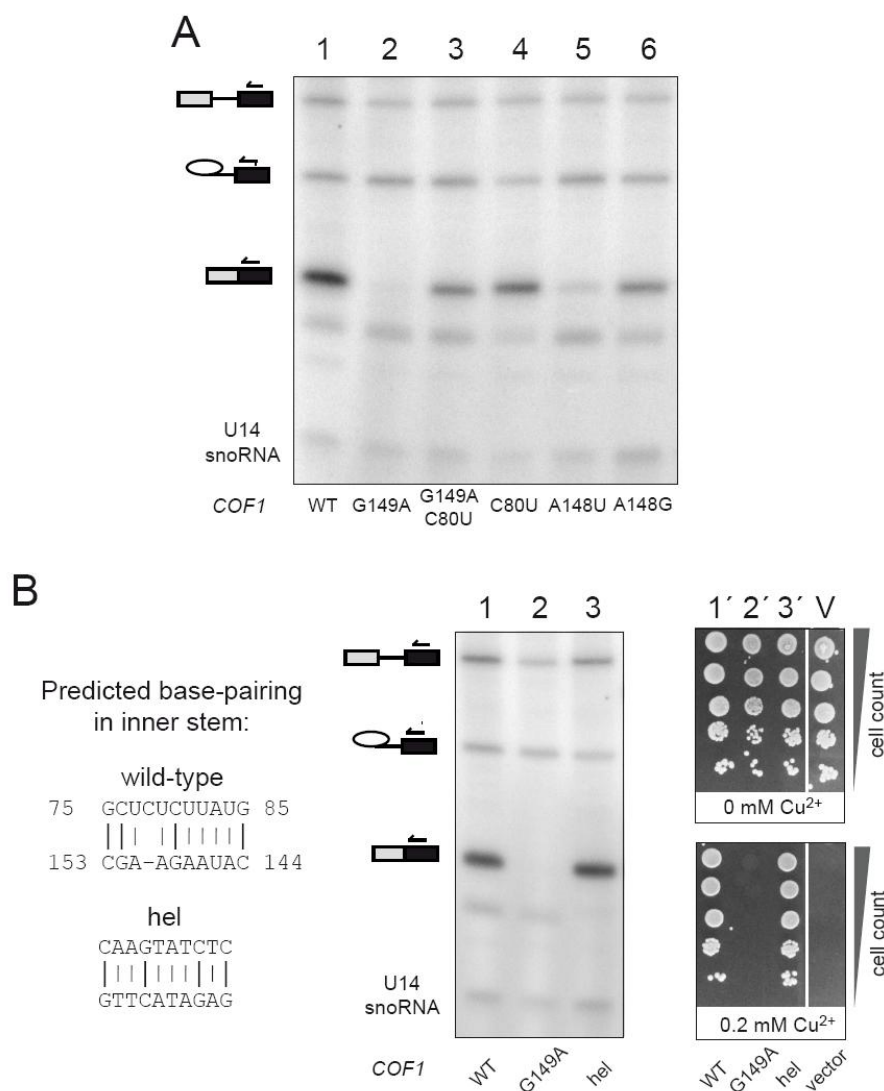 A
1 2 3 4 5 6
U14
snoRNA
COF1 WT G149A G149A C80U A148U A148G
C80U
B
1 2 3 1´ 2´ 3´ V
Predicted base-pairing
in inner stem:
wild-type
75 GCUCUCUUAUG 85
153 CGA-AGAAUAC 144
hel
CAAGTATCTC
GTTCATAGAG
cell count
0 mM Cu²⁺
cell count
0.2 mM Cu²⁺
U14
snoRNA
COF1 WT G149A hel
WT G149A hel vector